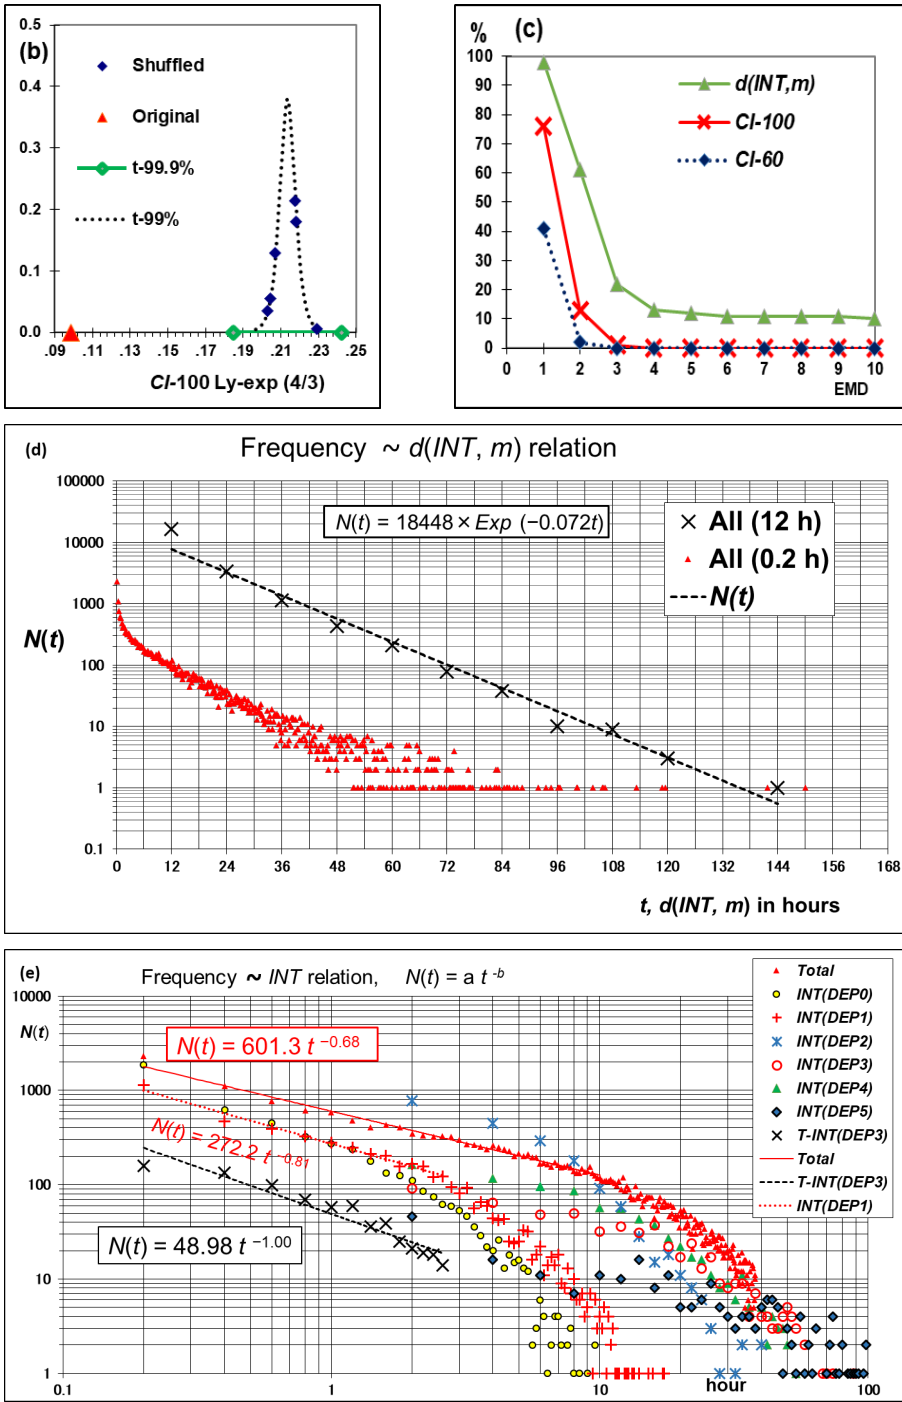 (b)
0.5
0.4
0.3
0.2
0.1
0.0
Shuffled
Original
t-99.9%
t-99%
.09 .11 .13 .15 .17 .19 .21 .23 .25
CI-100 Ly-exp (4/3)
% (c)
100
90
80
70
60
50
40
30
20
10
0
d(INT,m)
CI-100
CI-60
0 1 2 3 4 5 6 7 8 9 10
EMD
(d) Frequency ~ d(INT, m) relation
100000
10000
1000
100
10
1
0.1
N(t)
N(t) = 18448 × Exp (−0.072t)
All (12 h)
All (0.2 h)
N(t)
0 12 24 36 48 60 72 84 96 108 120 132 144 156 168
t, d(INT, m) in hours
(e) Frequency ~ INT relation, N(t) = a t -b
10000
N(t)
1000
100
10
1
N(t) = 601.3 t −0.68
N(t) = 272.2 t −0.81
N(t) = 48.98 t −1.00
Total
INT(DEP0)
INT(DEP1)
INT(DEP2)
INT(DEP3)
INT(DEP4)
INT(DEP5)
T-INT(DEP3)
Total
T-INT(DEP3)
INT(DEP1)
0.1 1 10 hour 100